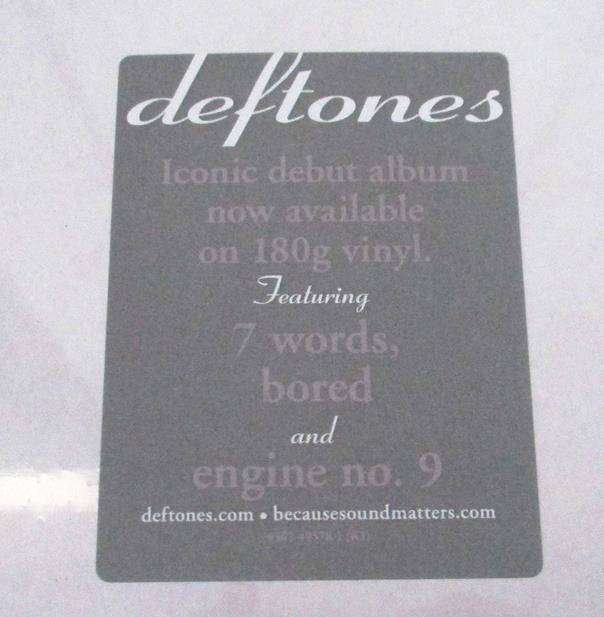 deftones
Iconic debut album
now available
on 180g vinyl.
Featuring
7 words,
bored
and
engine no. 9
deftones.com • becausesoundmatters.com